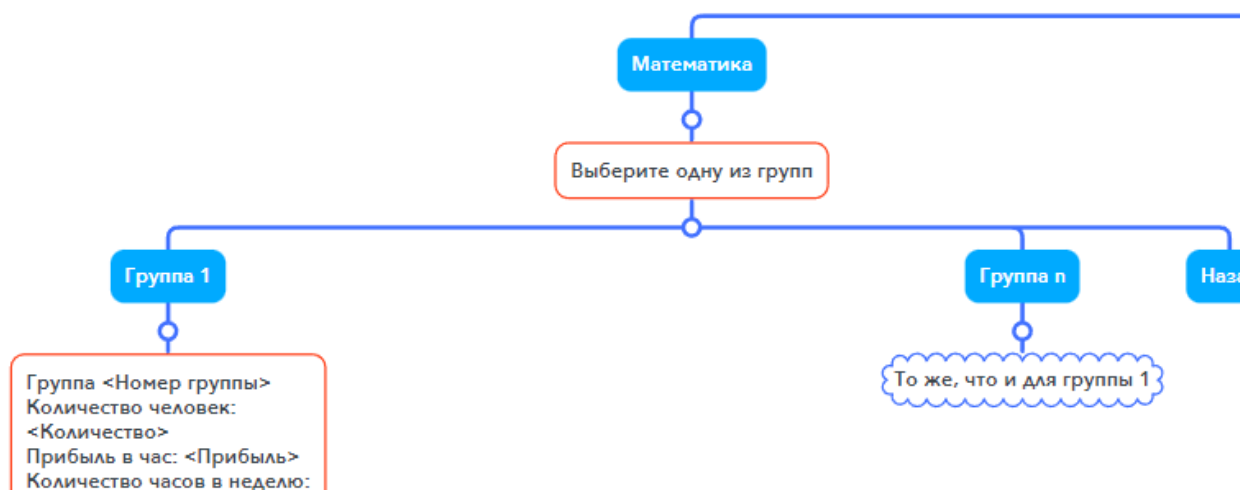 Математика
Выберите одну из групп
Группа 1
Группа n
Группа <Номер группы>
Количество человек:
<Количество>
Прибыль в час: <Прибыль>
Количество часов в неделю:
То же, что и для группы 1